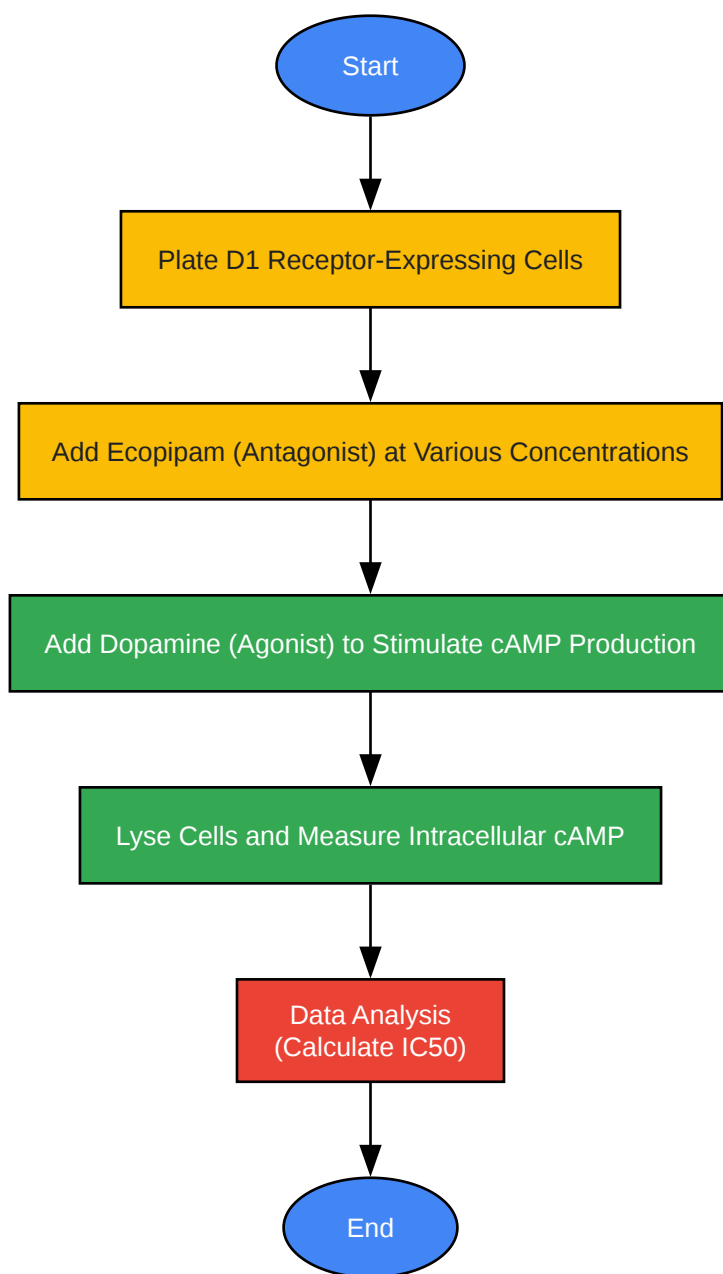 Start
Plate D1 Receptor-Expressing Cells
Add Ecopipam (Antagonist) at Various Concentrations
Add Dopamine (Agonist) to Stimulate cAMP Production
Lyse Cells and Measure Intracellular cAMP
Data Analysis
(Calculate IC50)
End